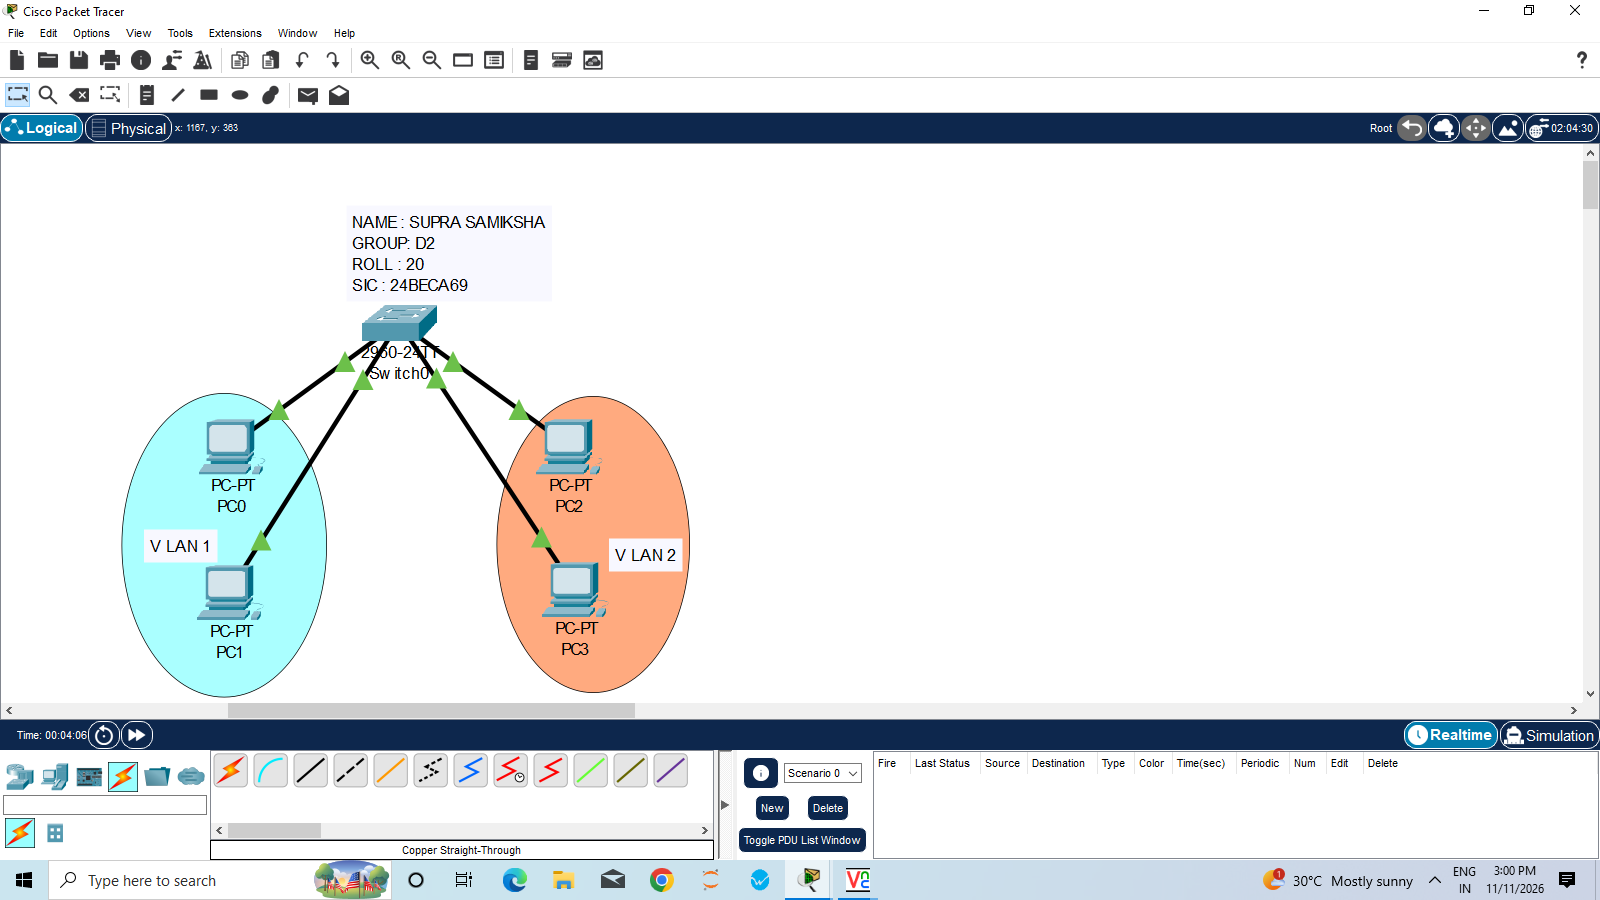 Cisco Packet Tracer
File Edit Options View Tools Extensions Window Help
Logical Physical x: 1167, y: 363 Root 02:04:30
NAME : SUPRA SAMIKSHA
GROUP: D2
ROLL : 20
SIC : 24BECA69
2960-24TT
Switch0
PC-PT
PC0
PC-PT
PC2
V LAN 1
V LAN 2
PC-PT
PC1
PC-PT
PC3
Time: 00:04:06 Realtime Simulation
Scenario 0
New Delete
Toggle PDU List Window
Fire Last Status Source Destination Type Color Time(sec) Periodic Num Edit Delete
Copper Straight-Through
Type here to search
1 30°C Mostly sunny
ENG
IN
3:00 PM
11/11/2026